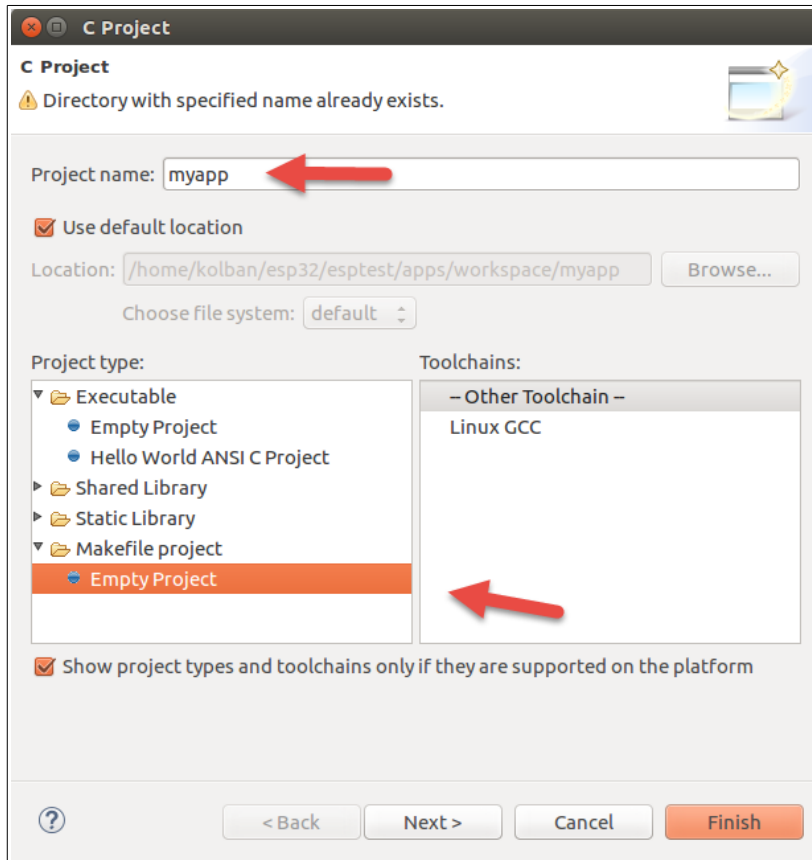 C Project
C Project
Directory with specified name already exists.
Project name: myapp
Use default location
Location: /home/kolban/esp32/esptest/apps/workspace/myapp Browse...
Choose file system: default
Project type: Toolchains:
Executable -- Other Toolchain --
Empty Project Linux GCC
Hello World ANSI C Project
Shared Library
Static Library
Makefile project
Empty Project
Show project types and toolchains only if they are supported on the platform
? < Back Next > Cancel Finish